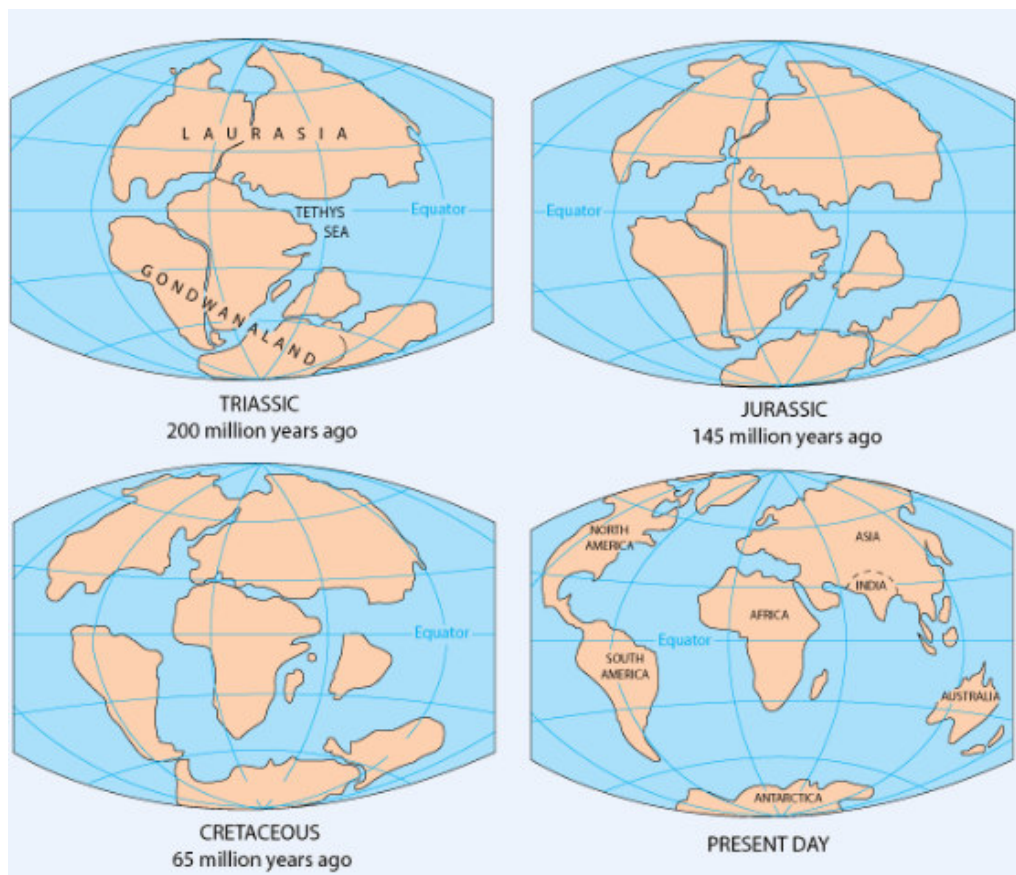 LAURASIA
TETHYS
SEA
Equator
GONDWANALAND
TRIASSIC
200 million years ago
Equator
JURASSIC
145 million years ago
Equator
CRETACEOUS
65 million years ago
NORTH
AMERICA
ASIA
INDIA
AFRICA
Equator
SOUTH
AMERICA
AUSTRALIA
ANTARCTICA
PRESENT DAY